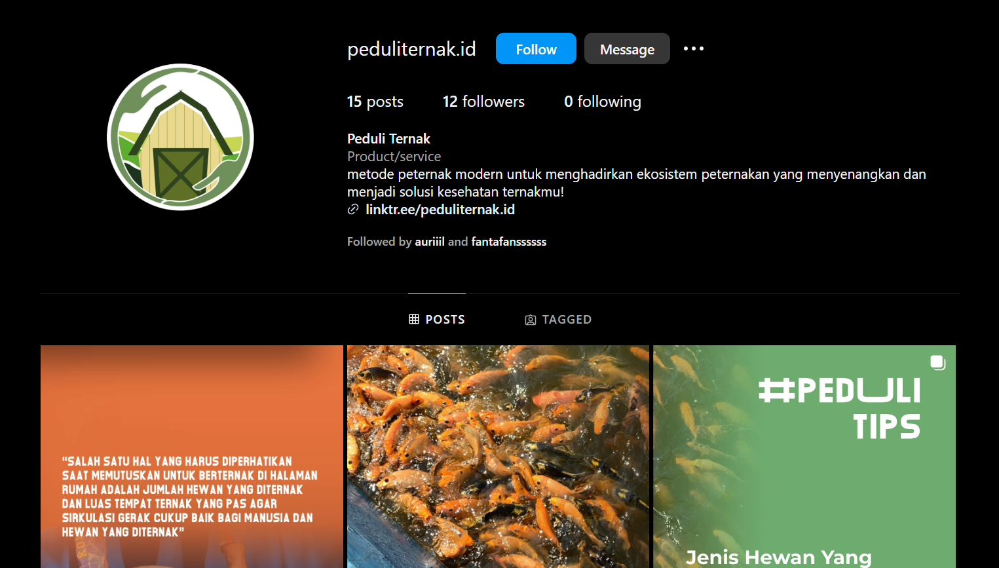 peduliternak.id
Follow
Message
15 posts
12 followers
0 following
Peduli Ternak
Product/service
metode peternak modern untuk menghadirkan ekosistem peternakan yang menyenangkan dan
menjadi solusi kesehatan ternakmu!
linktr.ee/peduliternak.id
Followed by auriiil and fantafanssssss
POSTS
TAGGED
“SALAH SATU HAL YANG HARUS DIPERHATIKAN
SAAT MEMUTUSKAN UNTUK BERTERNAK DI HALAMAN
RUMAH ADALAH JUMLAH HEWAN YANG DITERNAK
DAN LUAS TEMPAT TERNAK YANG PAS AGAR
SIRKULASI GERAK CUKUP BAIK BAGI MANUSIA DAN
HEWAN YANG DITERNAK”
#PEDULI
TIPS
Jenis Hewan Yang